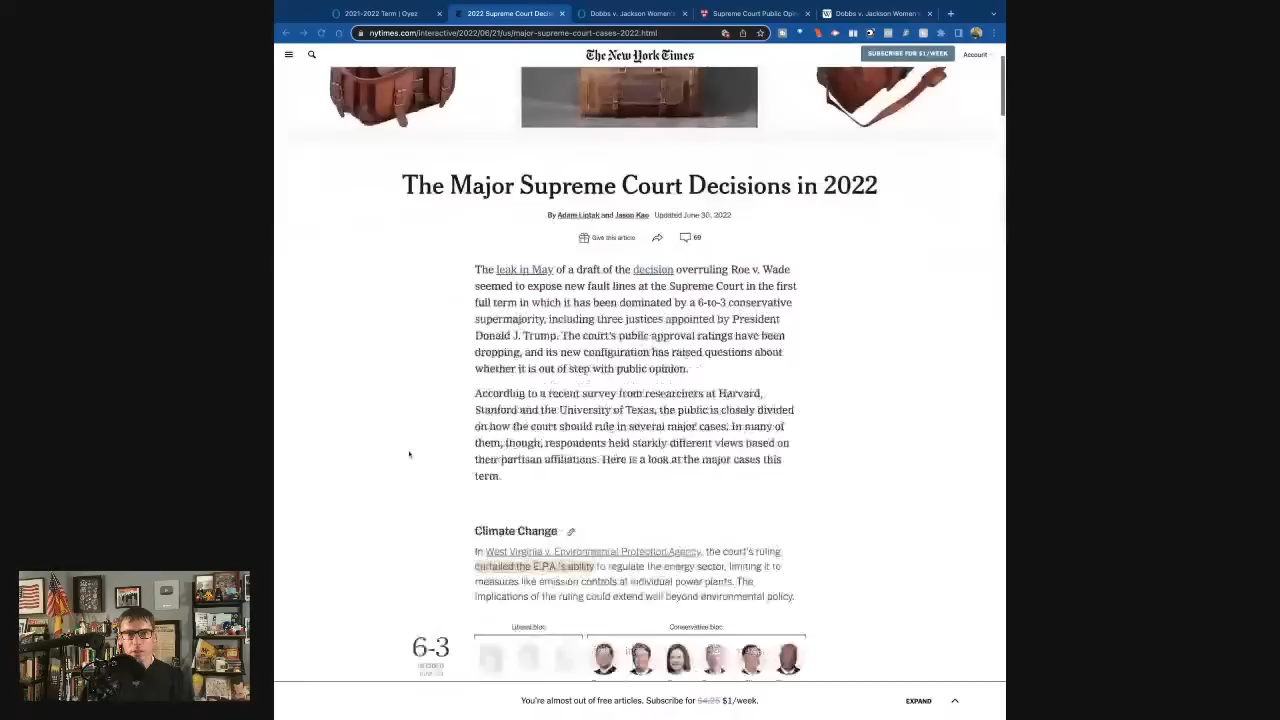 2021-2022 Term | Oyez
2022 Supreme Court Decis
Dobbs v. Jackson Women's
Supreme Court Public Opin
Dobbs v. Jackson Women's
nytimes.com/interactive/2022/06/21/us/major-supreme-court-cases-2022.html
The New York Times
SUBSCRIBE FOR $1/WEEK
Account
The Major Supreme Court Decisions in 2022
By Adam Liptak and Jason Kao Updated June 30, 2022
Give this article
69
The leak in May of a draft of the decision overruling Roe v. Wade
seemed to expose new fault lines at the Supreme Court in the first
full term in which it has been dominated by a 6-to-3 conservative
supermajority, including three justices appointed by President
Donald J. Trump. The court's public approval ratings have been
dropping, and its new configuration has raised questions about
whether it is out of step with public opinion.
According to a recent survey from researchers at Harvard,
Stanford and the University of Texas, the public is closely divided
on how the court should rule in several major cases. In many of
them, though, respondents held starkly different views based on
their partisan affiliations. Here is a look at the major cases this
term.
Climate Change
In West Virginia v. Environmental Protection Agency, the court's ruling
curtailed the E.P.A.'s ability to regulate the energy sector, limiting it to
measures like emission controls at individual power plants. The
implications of the ruling could extend well beyond environmental policy.
Liberal bloc
Conservative bloc
6-3
DECIDED
You're almost out of free articles. Subscribe for $4.25 $1/week.
EXPAND